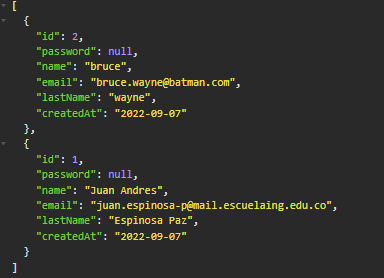 [
{
"id": 2,
"password": null,
"name": "bruce",
"email": "bruce.wayne@batman.com",
"lastName": "wayne",
"createdAt": "2022-09-07"
},
{
"id": 1,
"password": null,
"name": "Juan Andres",
"email": "juan.espinosa-p@mail.escuelaing.edu.co",
"lastName": "Espinosa Paz",
"createdAt": "2022-09-07"
}
]